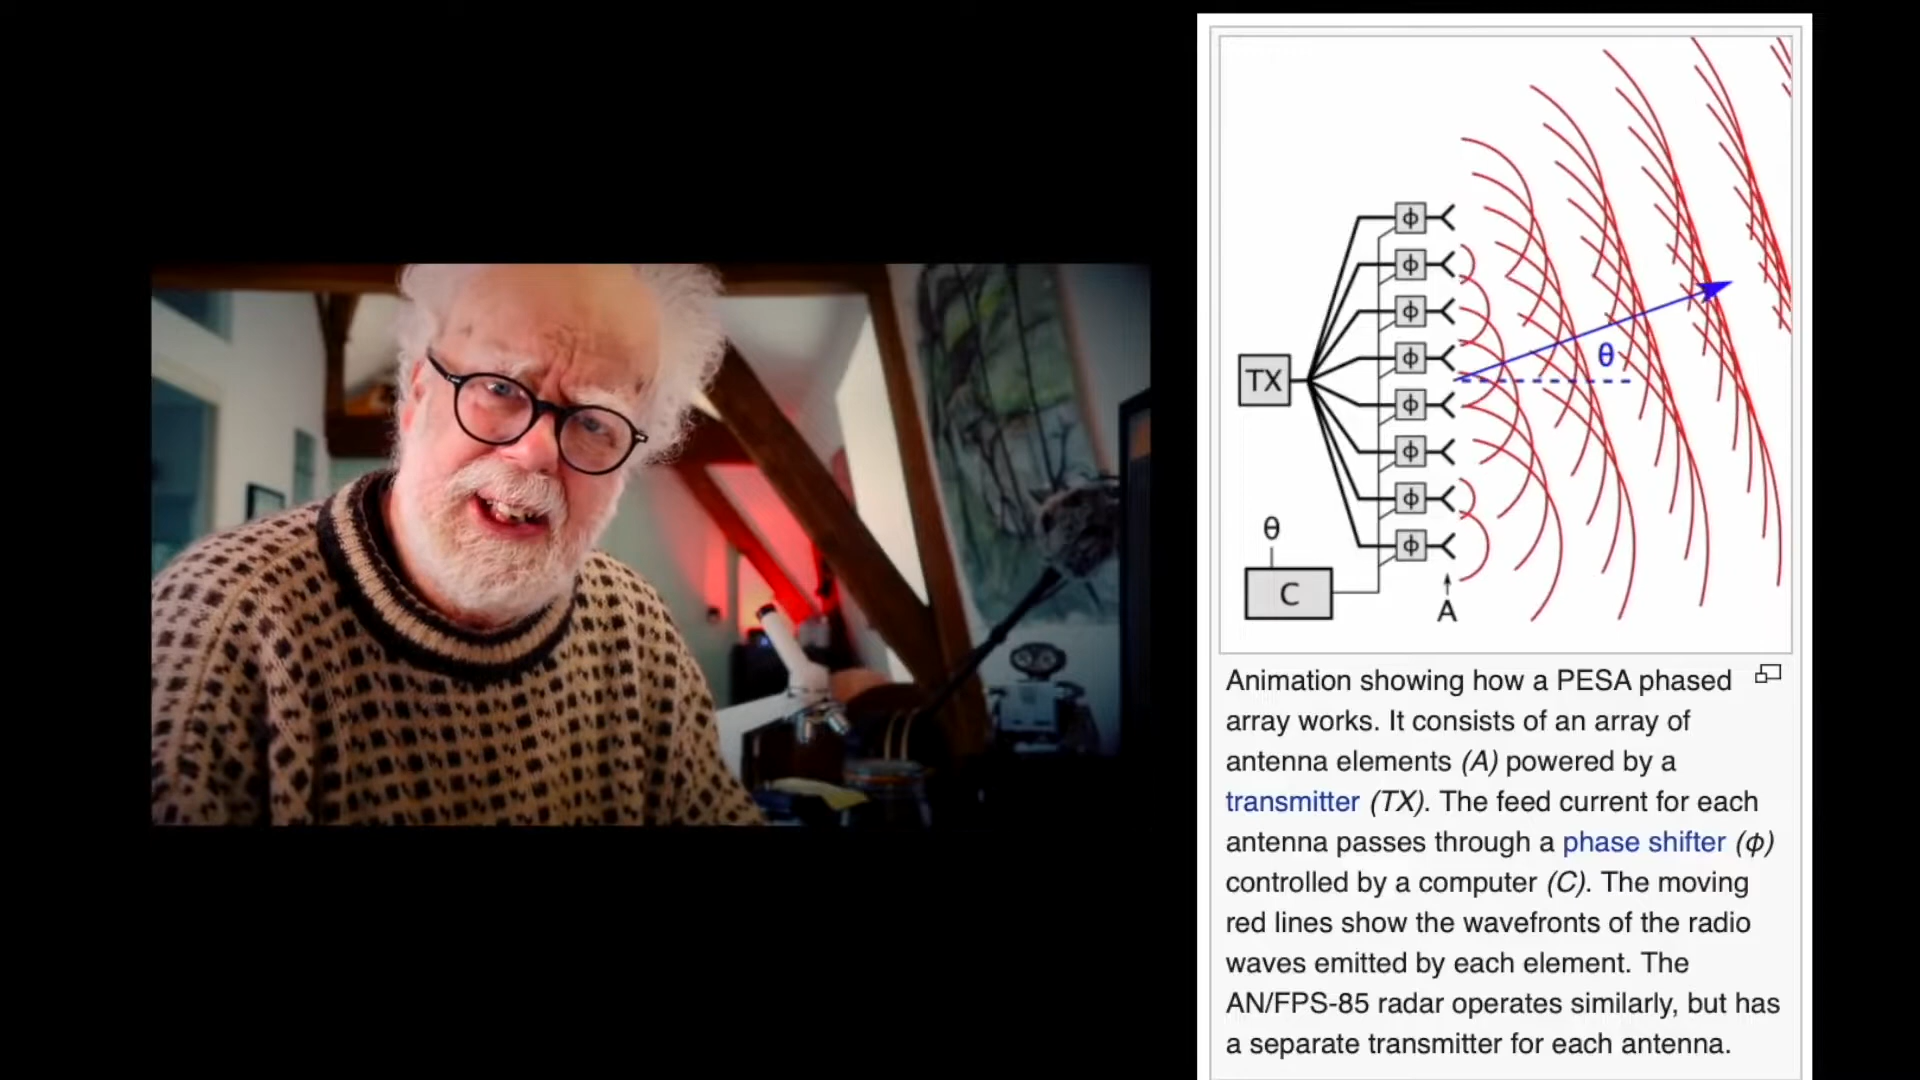 ϕ
ϕ
ϕ
ϕ
θ
TX
ϕ
ϕ
ϕ
θ
ϕ
C
A
Animation showing how a PESA phased
array works. It consists of an array of
antenna elements (A) powered by a
transmitter (TX). The feed current for each
antenna passes through a phase shifter (ϕ)
controlled by a computer (C). The moving
red lines show the wavefronts of the radio
waves emitted by each element. The
AN/FPS-85 radar operates similarly, but has
a separate transmitter for each antenna.